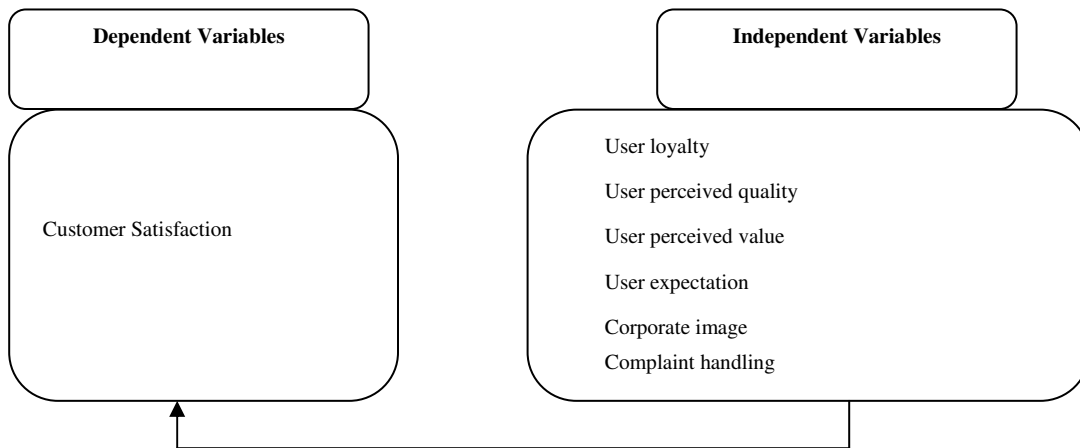 Dependent Variables
Customer Satisfaction
Independent Variables
User loyalty
User perceived quality
User perceived value
User expectation
Corporate image
Complaint handling